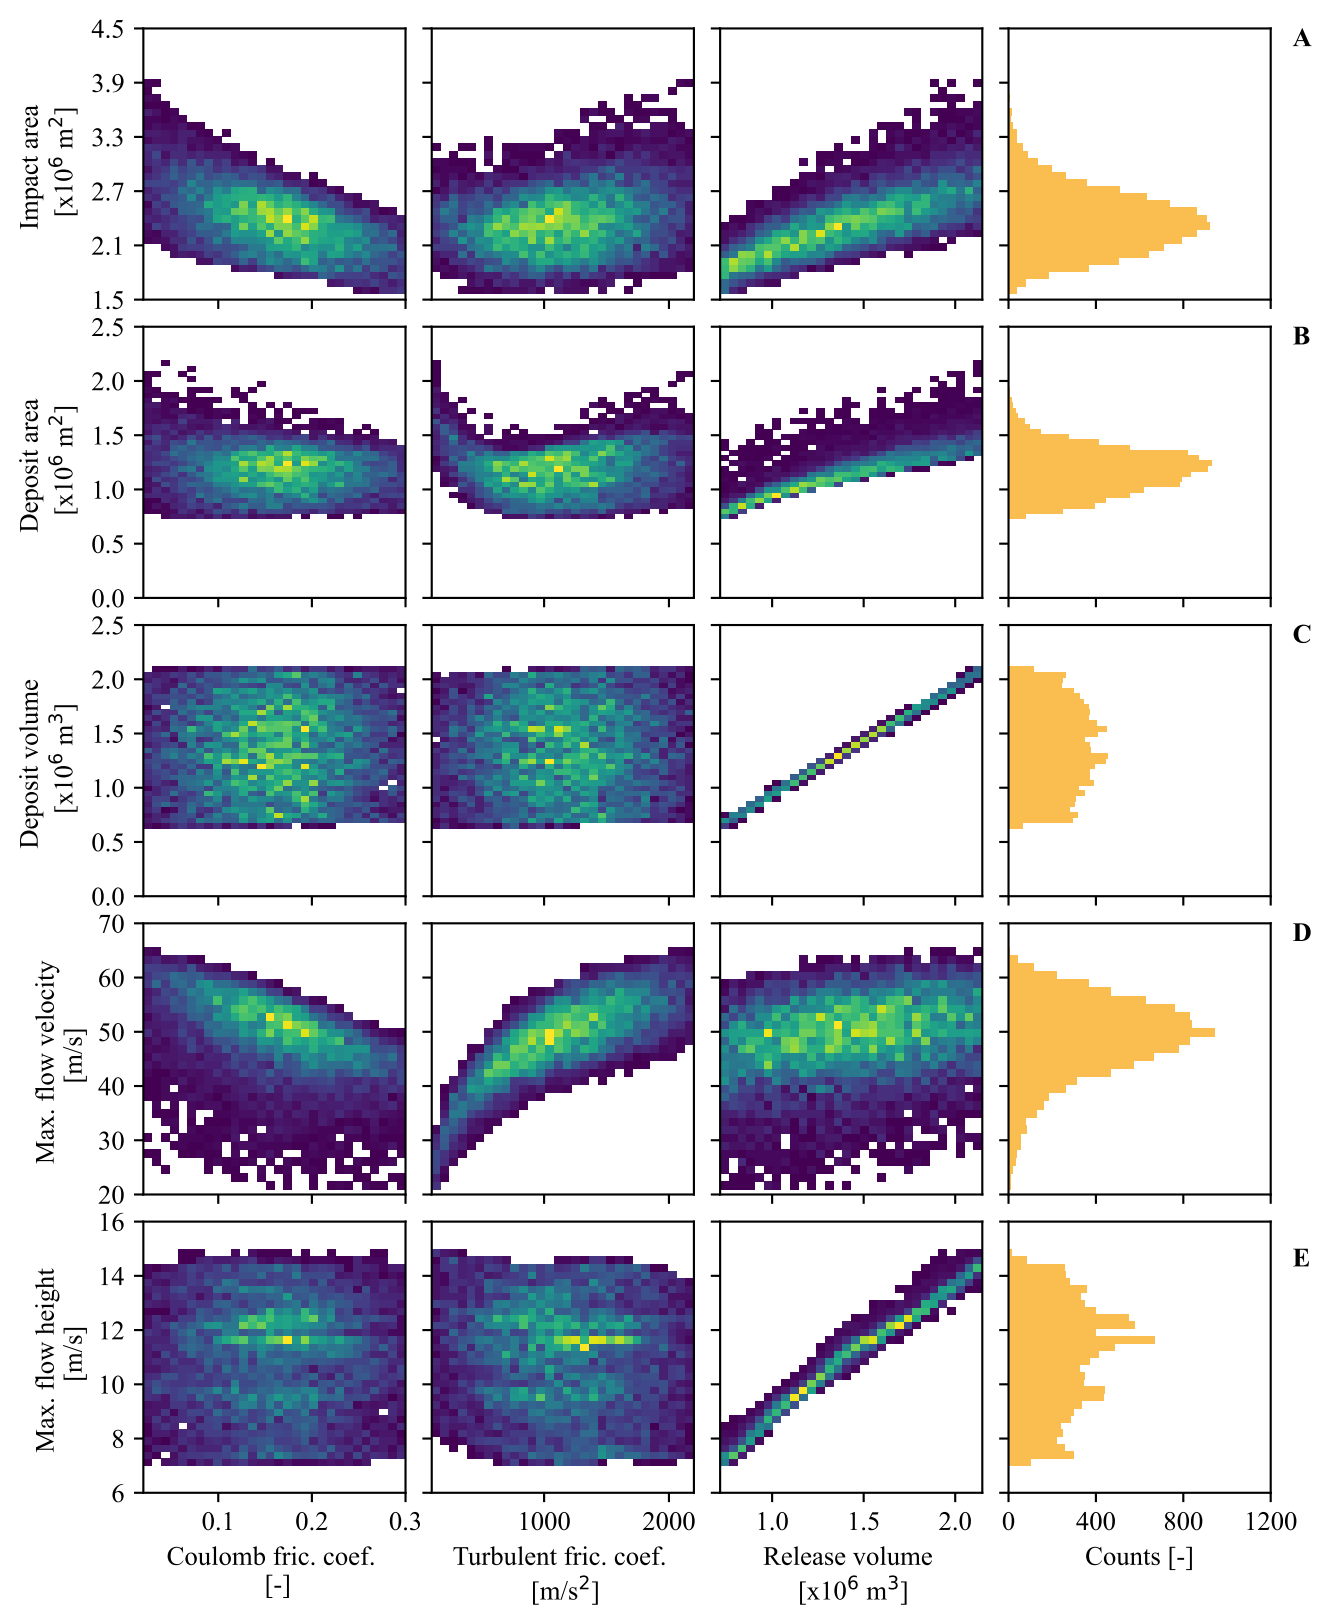 4.5
3.9
3.3
2.7
2.1
1.5
Impact area
[x10⁶ m²]
A
2.5
2.0
1.5
1.0
0.5
0.0
Deposit area
[x10⁶ m²]
B
2.5
2.0
1.5
1.0
0.5
0.0
Deposit volume
[x10⁶ m³]
C
70
60
50
40
30
20
Max. flow velocity
[m/s]
D
16
14
12
10
8
6
Max. flow height
[m/s]
E
0.1 0.2 0.3 1000 2000 1.0 1.5 2.0 0 400 800 1200
Coulomb fric. coef. Turbulent fric. coef. Release volume Counts [-]
[-] [m/s²] [x10⁶ m³]